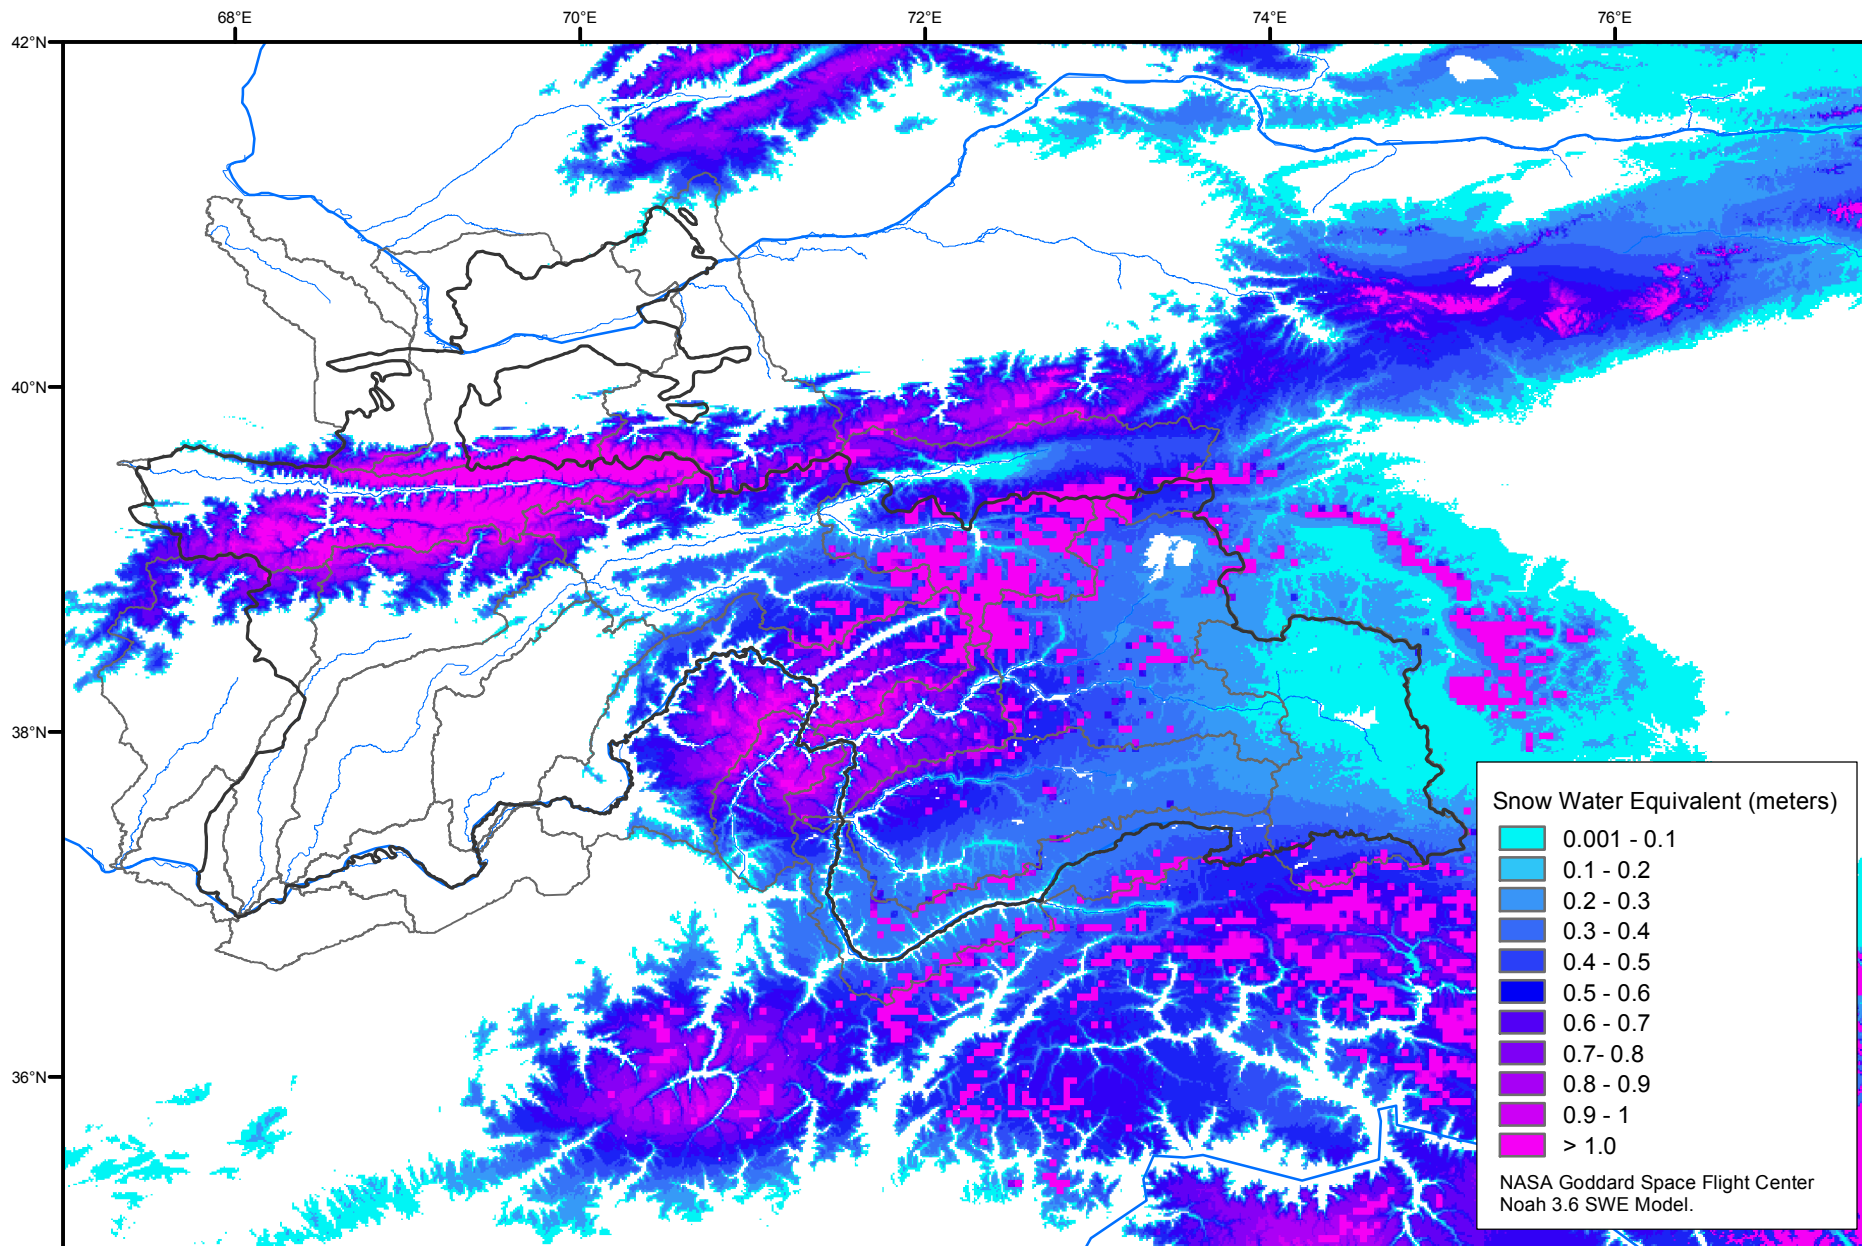 68°E 70°E 72°E 74°E 76°E
42°N
40°N
38°N
36°N
Snow Water Equivalent (meters)
0.001 - 0.1
0.1 - 0.2
0.2 - 0.3
0.3 - 0.4
0.4 - 0.5
0.5 - 0.6
0.6 - 0.7
0.7- 0.8
0.8 - 0.9
0.9 - 1
> 1.0
NASA Goddard Space Flight Center
Noah 3.6 SWE Model.